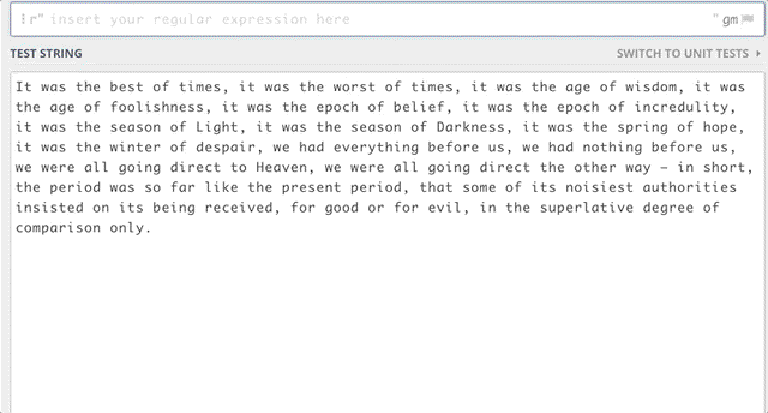 ⋮ r" insert your regular expression here " gm
TEST STRING SWITCH TO UNIT TESTS
It was the best of times, it was the worst of times, it was the age of wisdom, it was
the age of foolishness, it was the epoch of belief, it was the epoch of incredulity,
it was the season of Light, it was the season of Darkness, it was the spring of hope,
it was the winter of despair, we had everything before us, we had nothing before us,
we were all going direct to Heaven, we were all going direct the other way – in short,
the period was so far like the present period, that some of its noisiest authorities
insisted on its being received, for good or for evil, in the superlative degree of
comparison only.